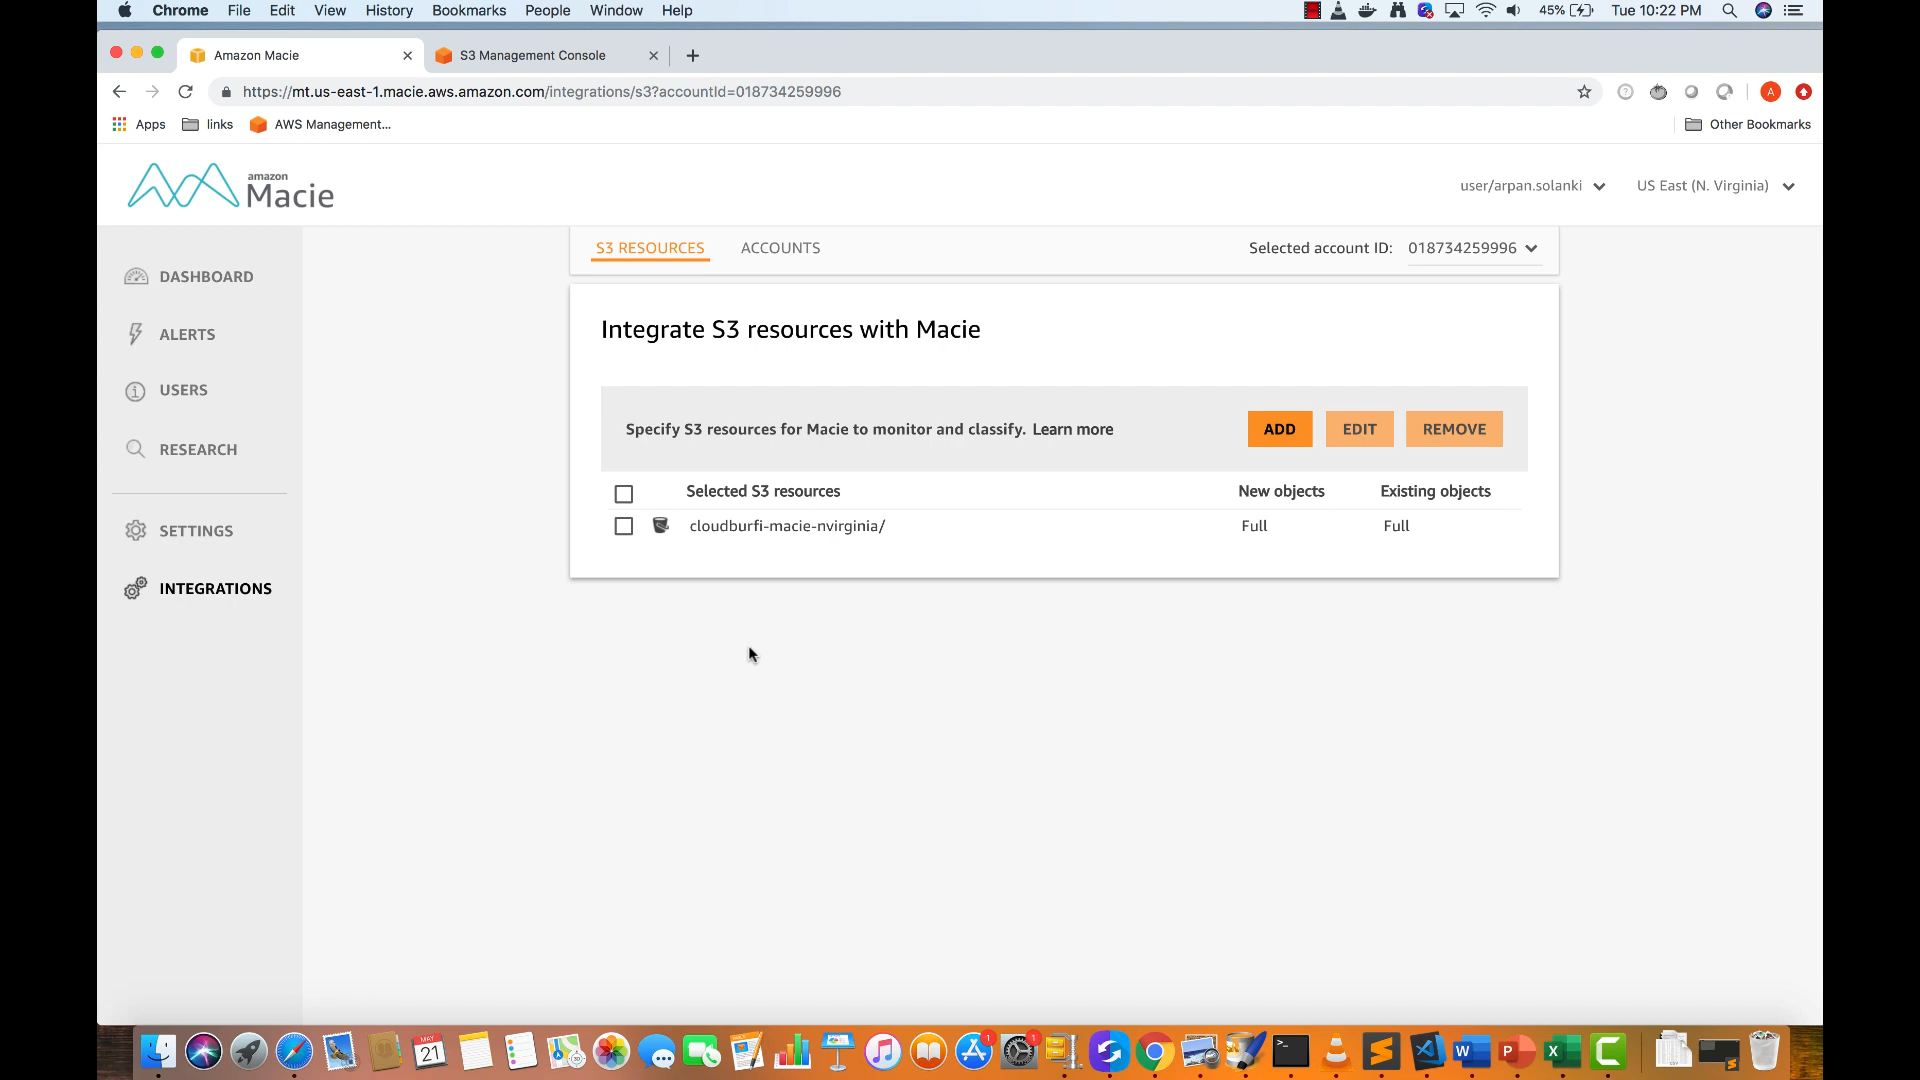 Chrome File Edit View History Bookmarks People Window Help 45% Tue 10:22 PM
Amazon Macie S3 Management Console
https://mt.us-east-1.macie.aws.amazon.com/integrations/s3?accountId=018734259996 A
Apps links AWS Management... Other Bookmarks
amazon
Macie
user/arpan.solanki US East (N. Virginia)
S3 RESOURCES ACCOUNTS Selected account ID: 018734259996
DASHBOARD
ALERTS
USERS
RESEARCH
SETTINGS
INTEGRATIONS
Integrate S3 resources with Macie
Specify S3 resources for Macie to monitor and classify. Learn more ADD EDIT REMOVE
Selected S3 resources New objects Existing objects
cloudburfi-macie-nvirginia/ Full Full
MAY
21
1
1
W
P
X